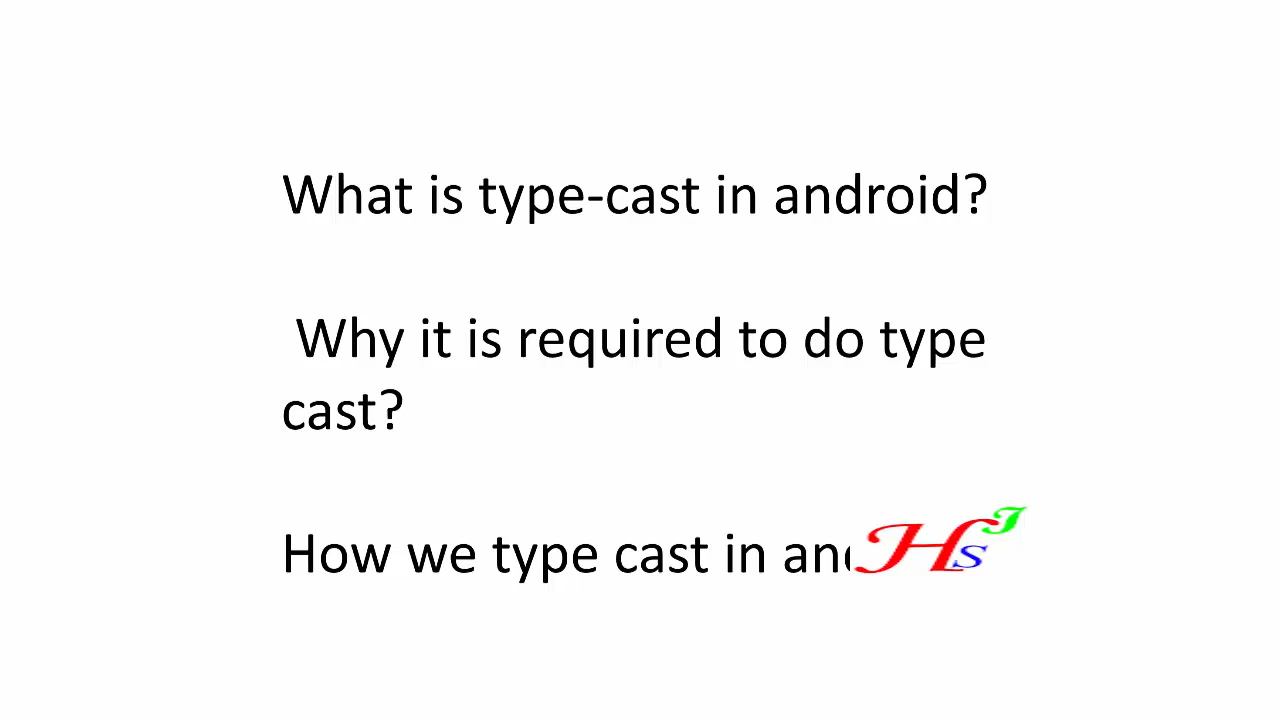 What is type-cast in android?
Why it is required to do type
cast?
How we type cast in
HSJ